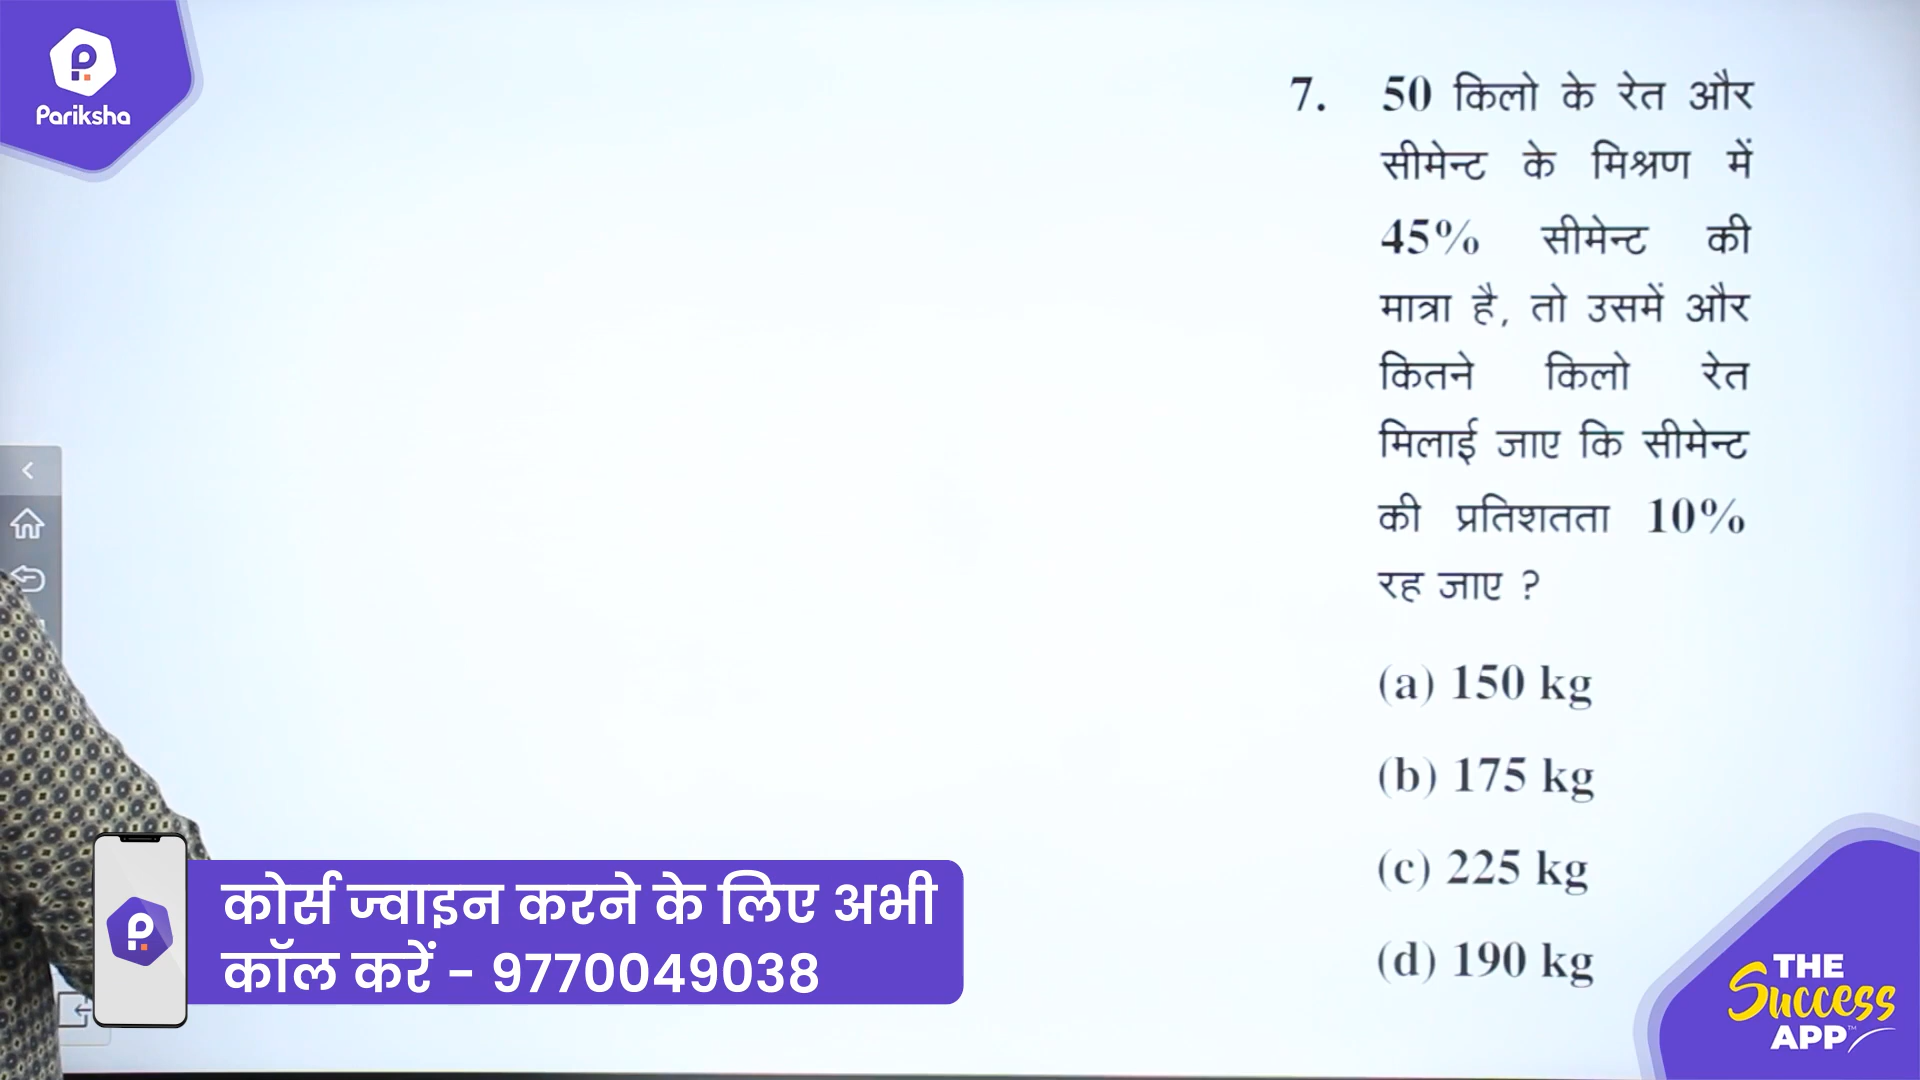 Pariksha
7. 50 किलो के रेत और
सीमेन्ट के मिश्रण में
45% सीमेन्ट की
मात्रा है, तो उसमें और
कितने किलो रेत
मिलाई जाए कि सीमेन्ट
की प्रतिशतता 10%
रह जाए ?
(a) 150 kg
(b) 175 kg
(c) 225 kg
(d) 190 kg
कोर्स ज्वाइन करने के लिए अभी
कॉल करें - 9770049038
THE
Success
APP™